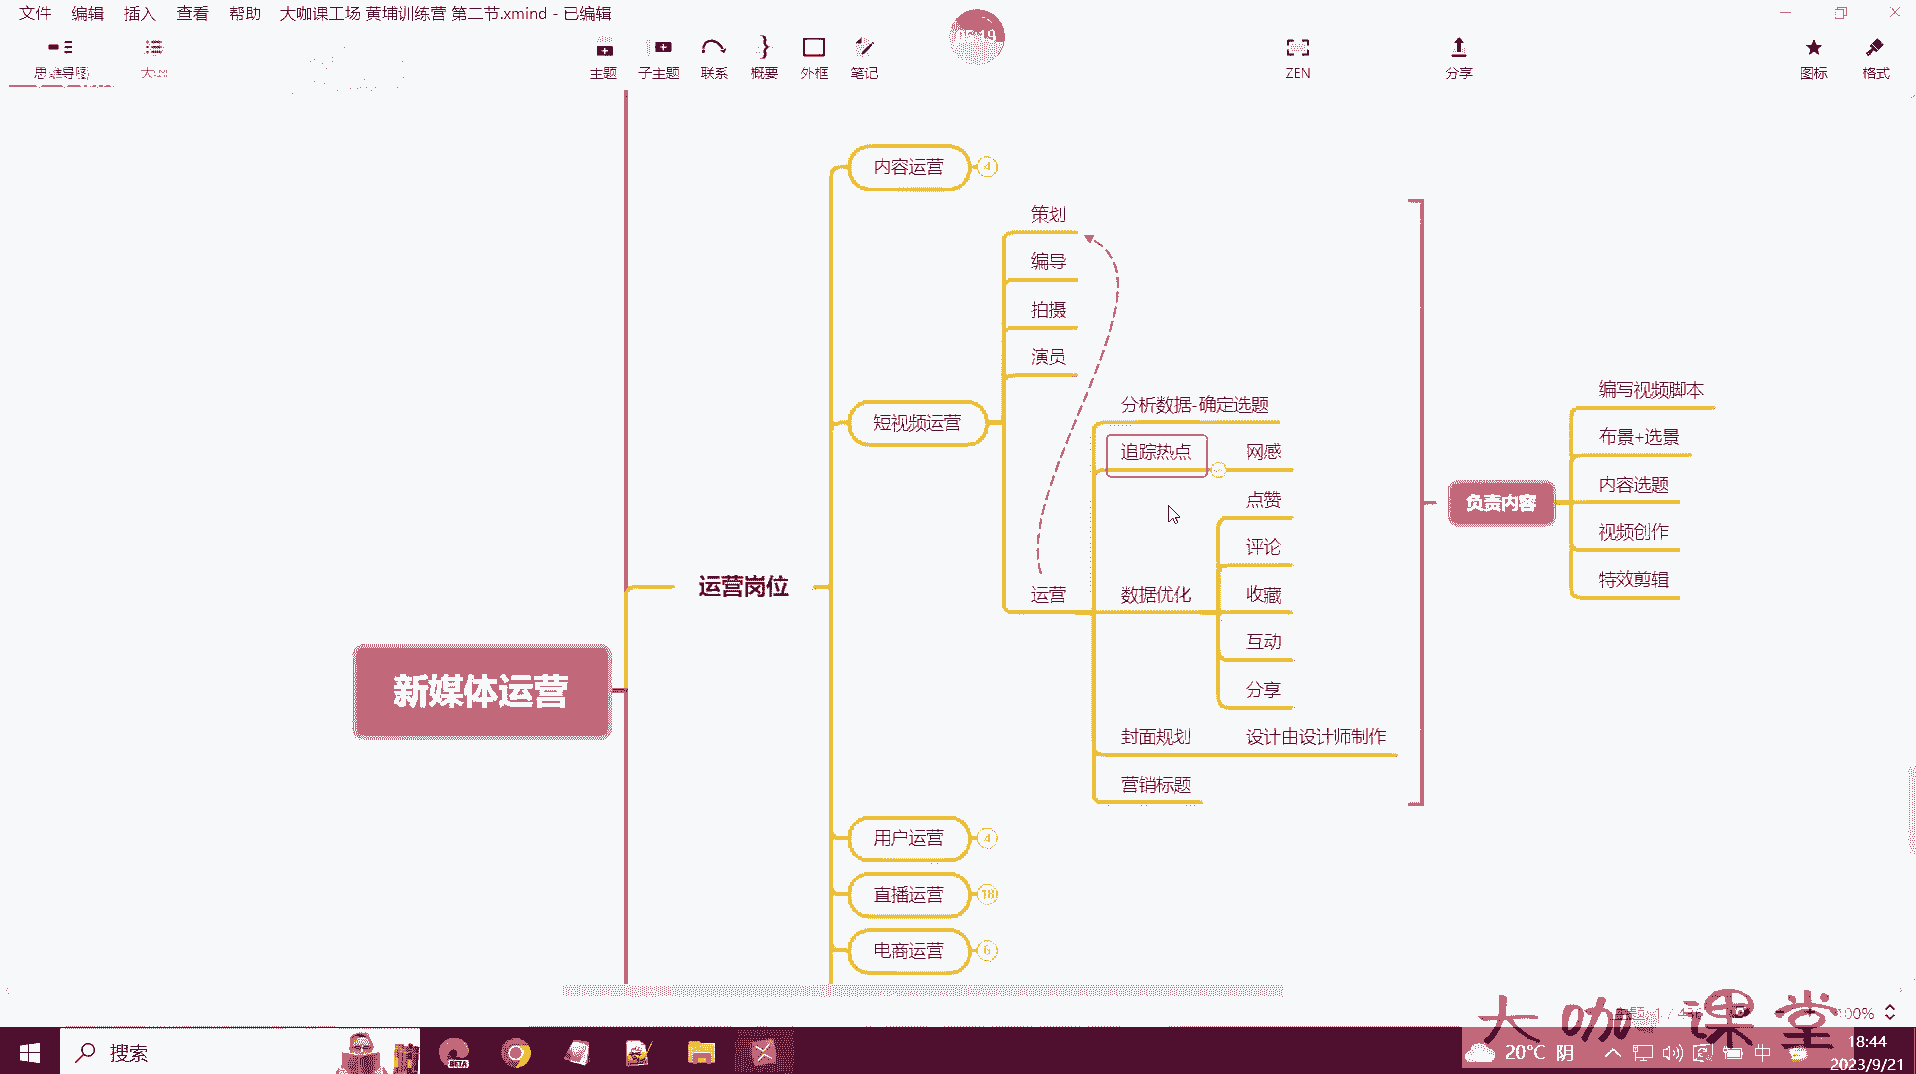 文件 编辑 插入 查看 帮助 大咖课工场 黄埔训练营 第二节.xmind - 已编辑
05:19
思维导图
主题 子主题 联系 概要 外框 笔记
ZEN
分享
图标 格式
内容运营 4
策划
编导
拍摄
演员
分析数据-确定选题
编写视频脚本
短视频运营
追踪热点 网感
布景+选景
点赞
内容选题
负责内容
评论
视频创作
运营岗位
运营 数据优化 收藏
特效剪辑
互动
新媒体运营
分享
封面规划 设计由设计师制作
营销标题
用户运营 4
直播运营 18
电商运营 6
大咖课堂
搜索
BETA
20°C 阴
中
18:44
2023/9/21